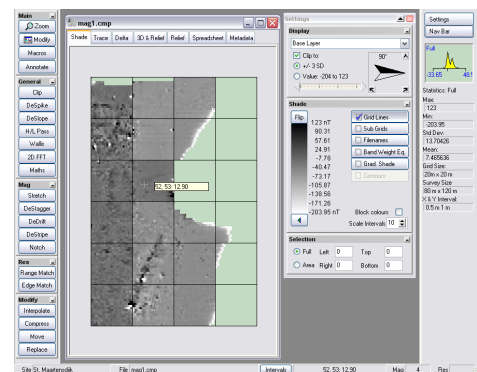 Main
Zoom
Modify
Macros
Annotate
General
Clip
DeSpike
DeSlope
H/L Pass
Wallis
2D FFT
Maths
Mag
Stretch
DeStagger
DeDrift
DeStripe
Notch
Res
Range Match
Edge Match
Modify
Interpolate
Compress
Move
Replace
mag1.cmp
Shade Trace Delta 3D & Relief Relief Spreadsheet Metadata
52, 53: 12.90
Settings
Display
Base Layer
Clip to:
+/- 3 SD
Value: -204 to 123
90°
Shade
Flip
123 nT
90.31
57.61
24.91
-7.78
-40.47
-73.17
-105.87
-138.56
-171.26
-203.95 nT
Grid Lines
Sub Grids
Filenames
Band Weight Eq.
Grad. Shade
Contours
Block colours
Scale Intervals 10
Selection
Full Left 0 Top 0
Area Right 0 Bottom 0
Settings
Nav Bar
Full
-33.65 48.5
Statistics: Full
Max:
123
Min:
-203.95
Std Dev:
13.70426
Mean:
7.465636
Grid Size:
20m x 20 m
Survey Size
80 m x 120 m
X & Y Interval:
0.5 m 1 m
Site St. Maartensdijk File mag1.cmp Intervals 52, 53: 12.90 Mag 4 Res